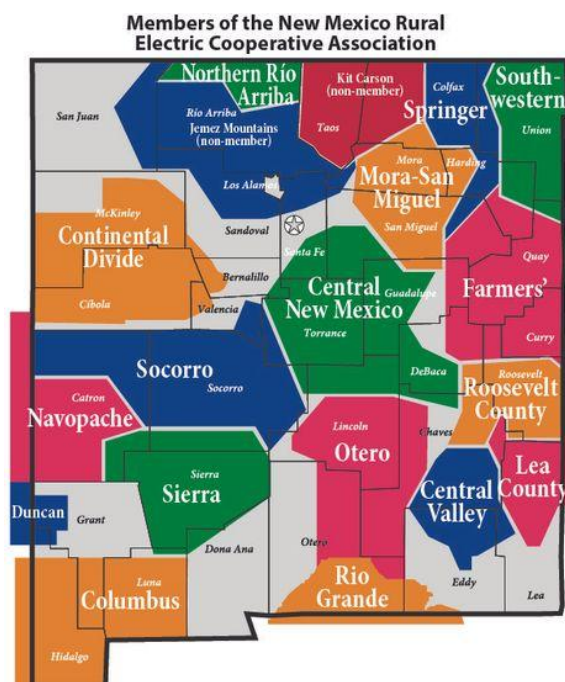 Members of the New Mexico Rural
Electric Cooperative Association
Northern Río
Arriba
Kit Carson
(non-member)
Taos
Colfax
Springer
South-
western
Union
San Juan
Río Arriba
Jemez Mountains
(non-member)
Los Alamos
Mora
Harding
Mora-San
Miguel
San Miguel
McKinley
Continental
Divide
Cíbola
Sandoval
Santa Fe
Bernalillo
Valencia
Central
New Mexico
Guadalupe
Torrance
DeBaca
Quay
Farmers'
Curry
Socorro
Socorro
Roosevelt
Roosevelt
County
Catron
Navopache
Lincoln
Otero
Chaves
Lea
County
Sierra
Sierra
Central
Valley
Duncan
Grant
Dona Ana
Otero
Eddy
Lea
Luna
Columbus
Hidalgo
Rio
Grande